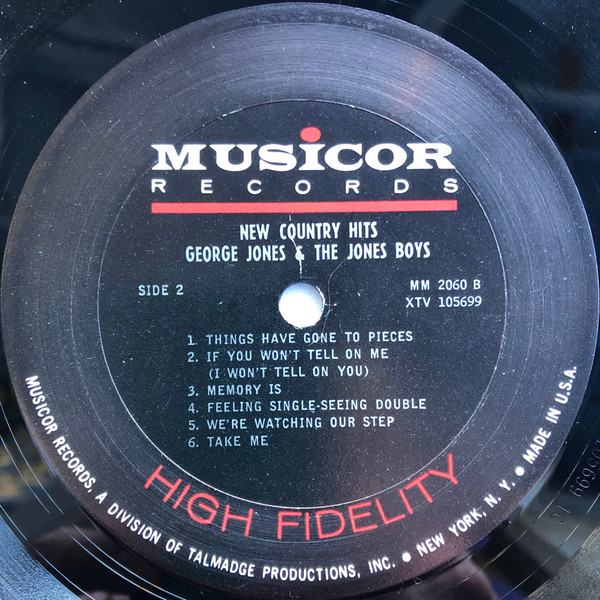 MUSICOR
RECORDS
NEW COUNTRY HITS
GEORGE JONES & THE JONES BOYS
SIDE 2
MM 2060 B
XTV 105699
1. THINGS HAVE GONE TO PIECES
2. IF YOU WON'T TELL ON ME
(I WON'T TELL ON YOU)
3. MEMORY IS
4. FEELING SINGLE-SEEING DOUBLE
5. WE'RE WATCHING OUR STEP
6. TAKE ME
HIGH FIDELITY
MUSICOR RECORDS, A DIVISION OF TALMADGE PRODUCTIONS, INC. ● NEW YORK, N. Y. ● MADE IN U.S.A.